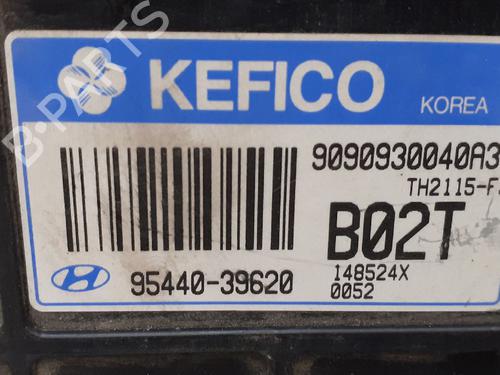 B-PARTS
KEFICO
KOREA
9090930040A3
TH2115-F
B02T
95440-39620
148524X
0052